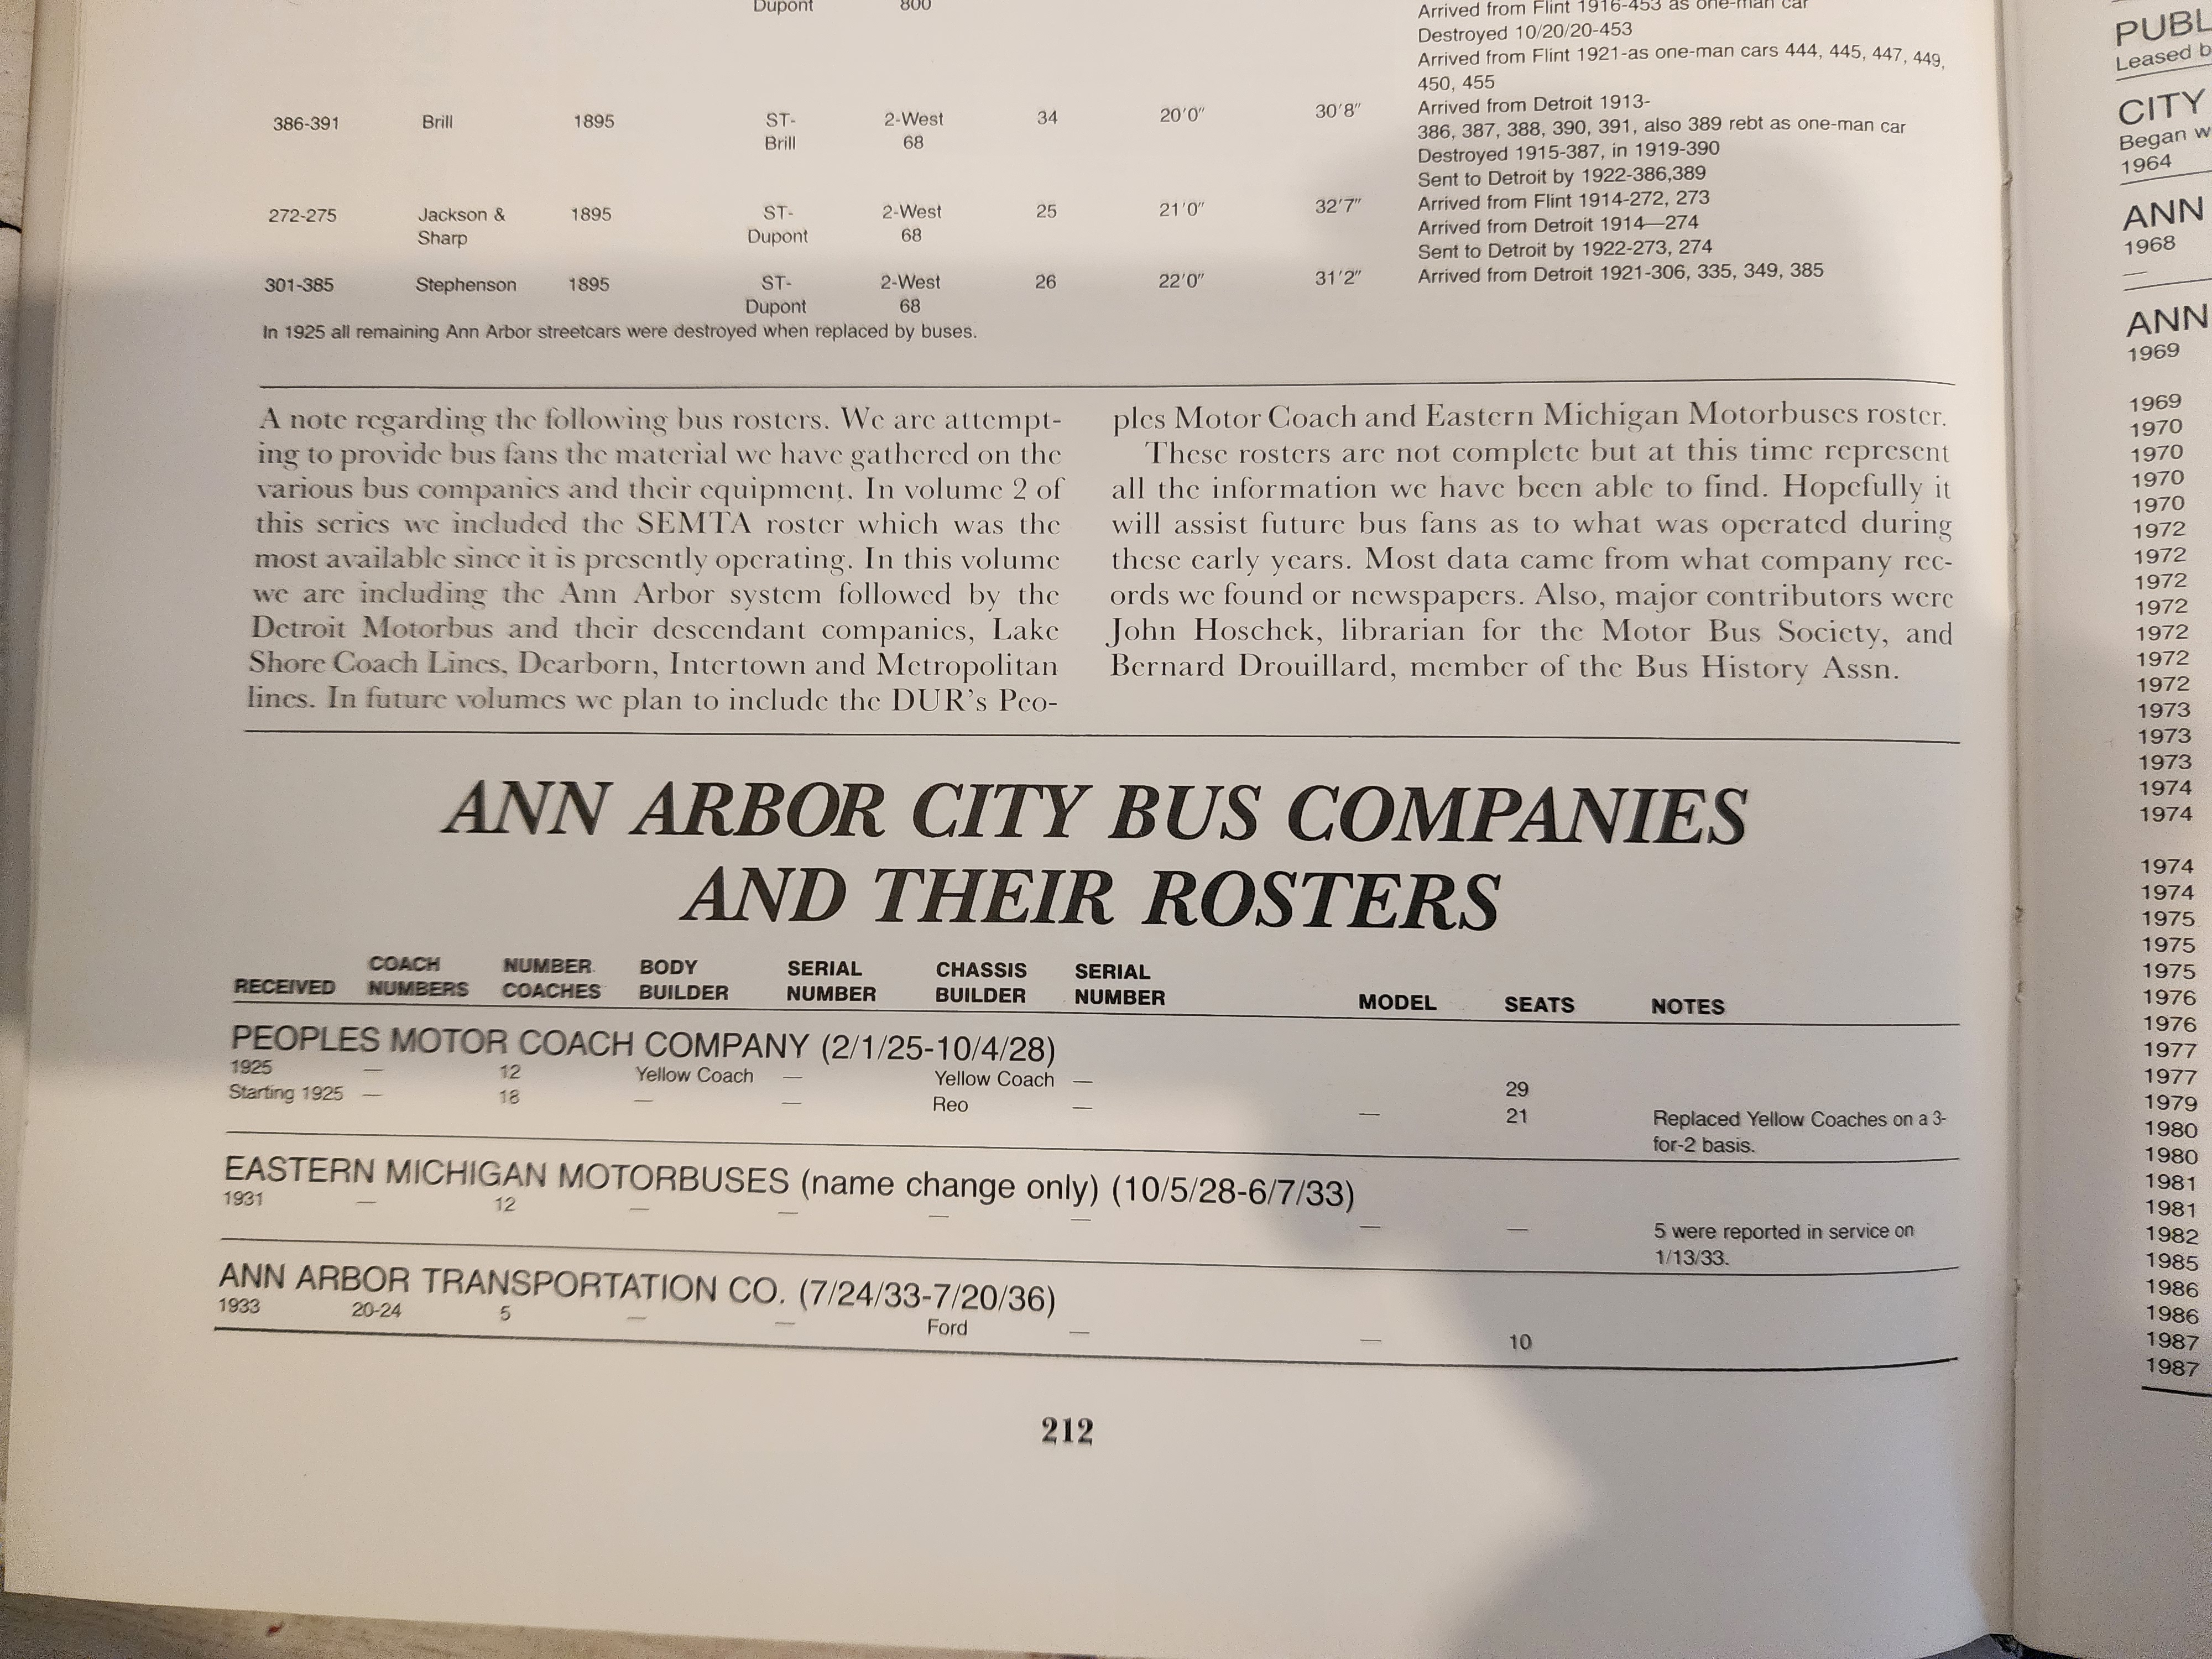 Dupont 800 Arrived from Flint 1916-453 as one-man car
Destroyed 10/20/20-453
Arrived from Flint 1921-as one-man cars 444, 445, 447, 449,
450, 455
386-391 Brill 1895 ST- 2-West 34 20'0" 30'8" Arrived from Detroit 1913-
Brill 68 386, 387, 388, 390, 391, also 389 rebt as one-man car
Destroyed 1915-387, in 1919-390
Sent to Detroit by 1922-386,389
272-275 Jackson & 1895 ST- 2-West 25 21'0" 32'7" Arrived from Flint 1914-272, 273
Sharp Dupont 68 Arrived from Detroit 1914—274
Sent to Detroit by 1922-273, 274
301-385 Stephenson 1895 ST- 2-West 26 22'0" 31'2" Arrived from Detroit 1921-306, 335, 349, 385
Dupont 68
In 1925 all remaining Ann Arbor streetcars were destroyed when replaced by buses.
A note regarding the following bus rosters. We are attempt-
ing to provide bus fans the material we have gathered on the
various bus companies and their equipment. In volume 2 of
this series we included the SEMTA roster which was the
most available since it is presently operating. In this volume
we are including the Ann Arbor system followed by the
Detroit Motorbus and their descendant companies, Lake
Shore Coach Lines, Dearborn, Intertown and Metropolitan
lines. In future volumes we plan to include the DUR's Peo-
ples Motor Coach and Eastern Michigan Motorbuses roster.
These rosters are not complete but at this time represent
all the information we have been able to find. Hopefully it
will assist future bus fans as to what was operated during
these early years. Most data came from what company rec-
ords we found or newspapers. Also, major contributors were
John Hoschek, librarian for the Motor Bus Society, and
Bernard Drouillard, member of the Bus History Assn.
ANN ARBOR CITY BUS COMPANIES
AND THEIR ROSTERS
COACH NUMBER BODY SERIAL CHASSIS SERIAL
RECEIVED NUMBERS COACHES BUILDER NUMBER BUILDER NUMBER MODEL SEATS NOTES
PEOPLES MOTOR COACH COMPANY (2/1/25-10/4/28)
1925 — 12 Yellow Coach — Yellow Coach — 29
Starting 1925 — 18 — — Reo — — 21 Replaced Yellow Coaches on a 3-
for-2 basis.
EASTERN MICHIGAN MOTORBUSES (name change only) (10/5/28-6/7/33)
1931 — 12 — — — — — — 5 were reported in service on
1/13/33.
ANN ARBOR TRANSPORTATION CO. (7/24/33-7/20/36)
1933 20-24 5 — — Ford — — 10
212
PUBL
Leased b
CITY
Began w
1964
ANN
1968
—
ANN
1969
1969
1970
1970
1970
1970
1972
1972
1972
1972
1972
1972
1972
1973
1973
1973
1974
1974
1974
1974
1975
1975
1975
1976
1976
1977
1977
1979
1980
1980
1981
1981
1982
1985
1986
1986
1987
1987